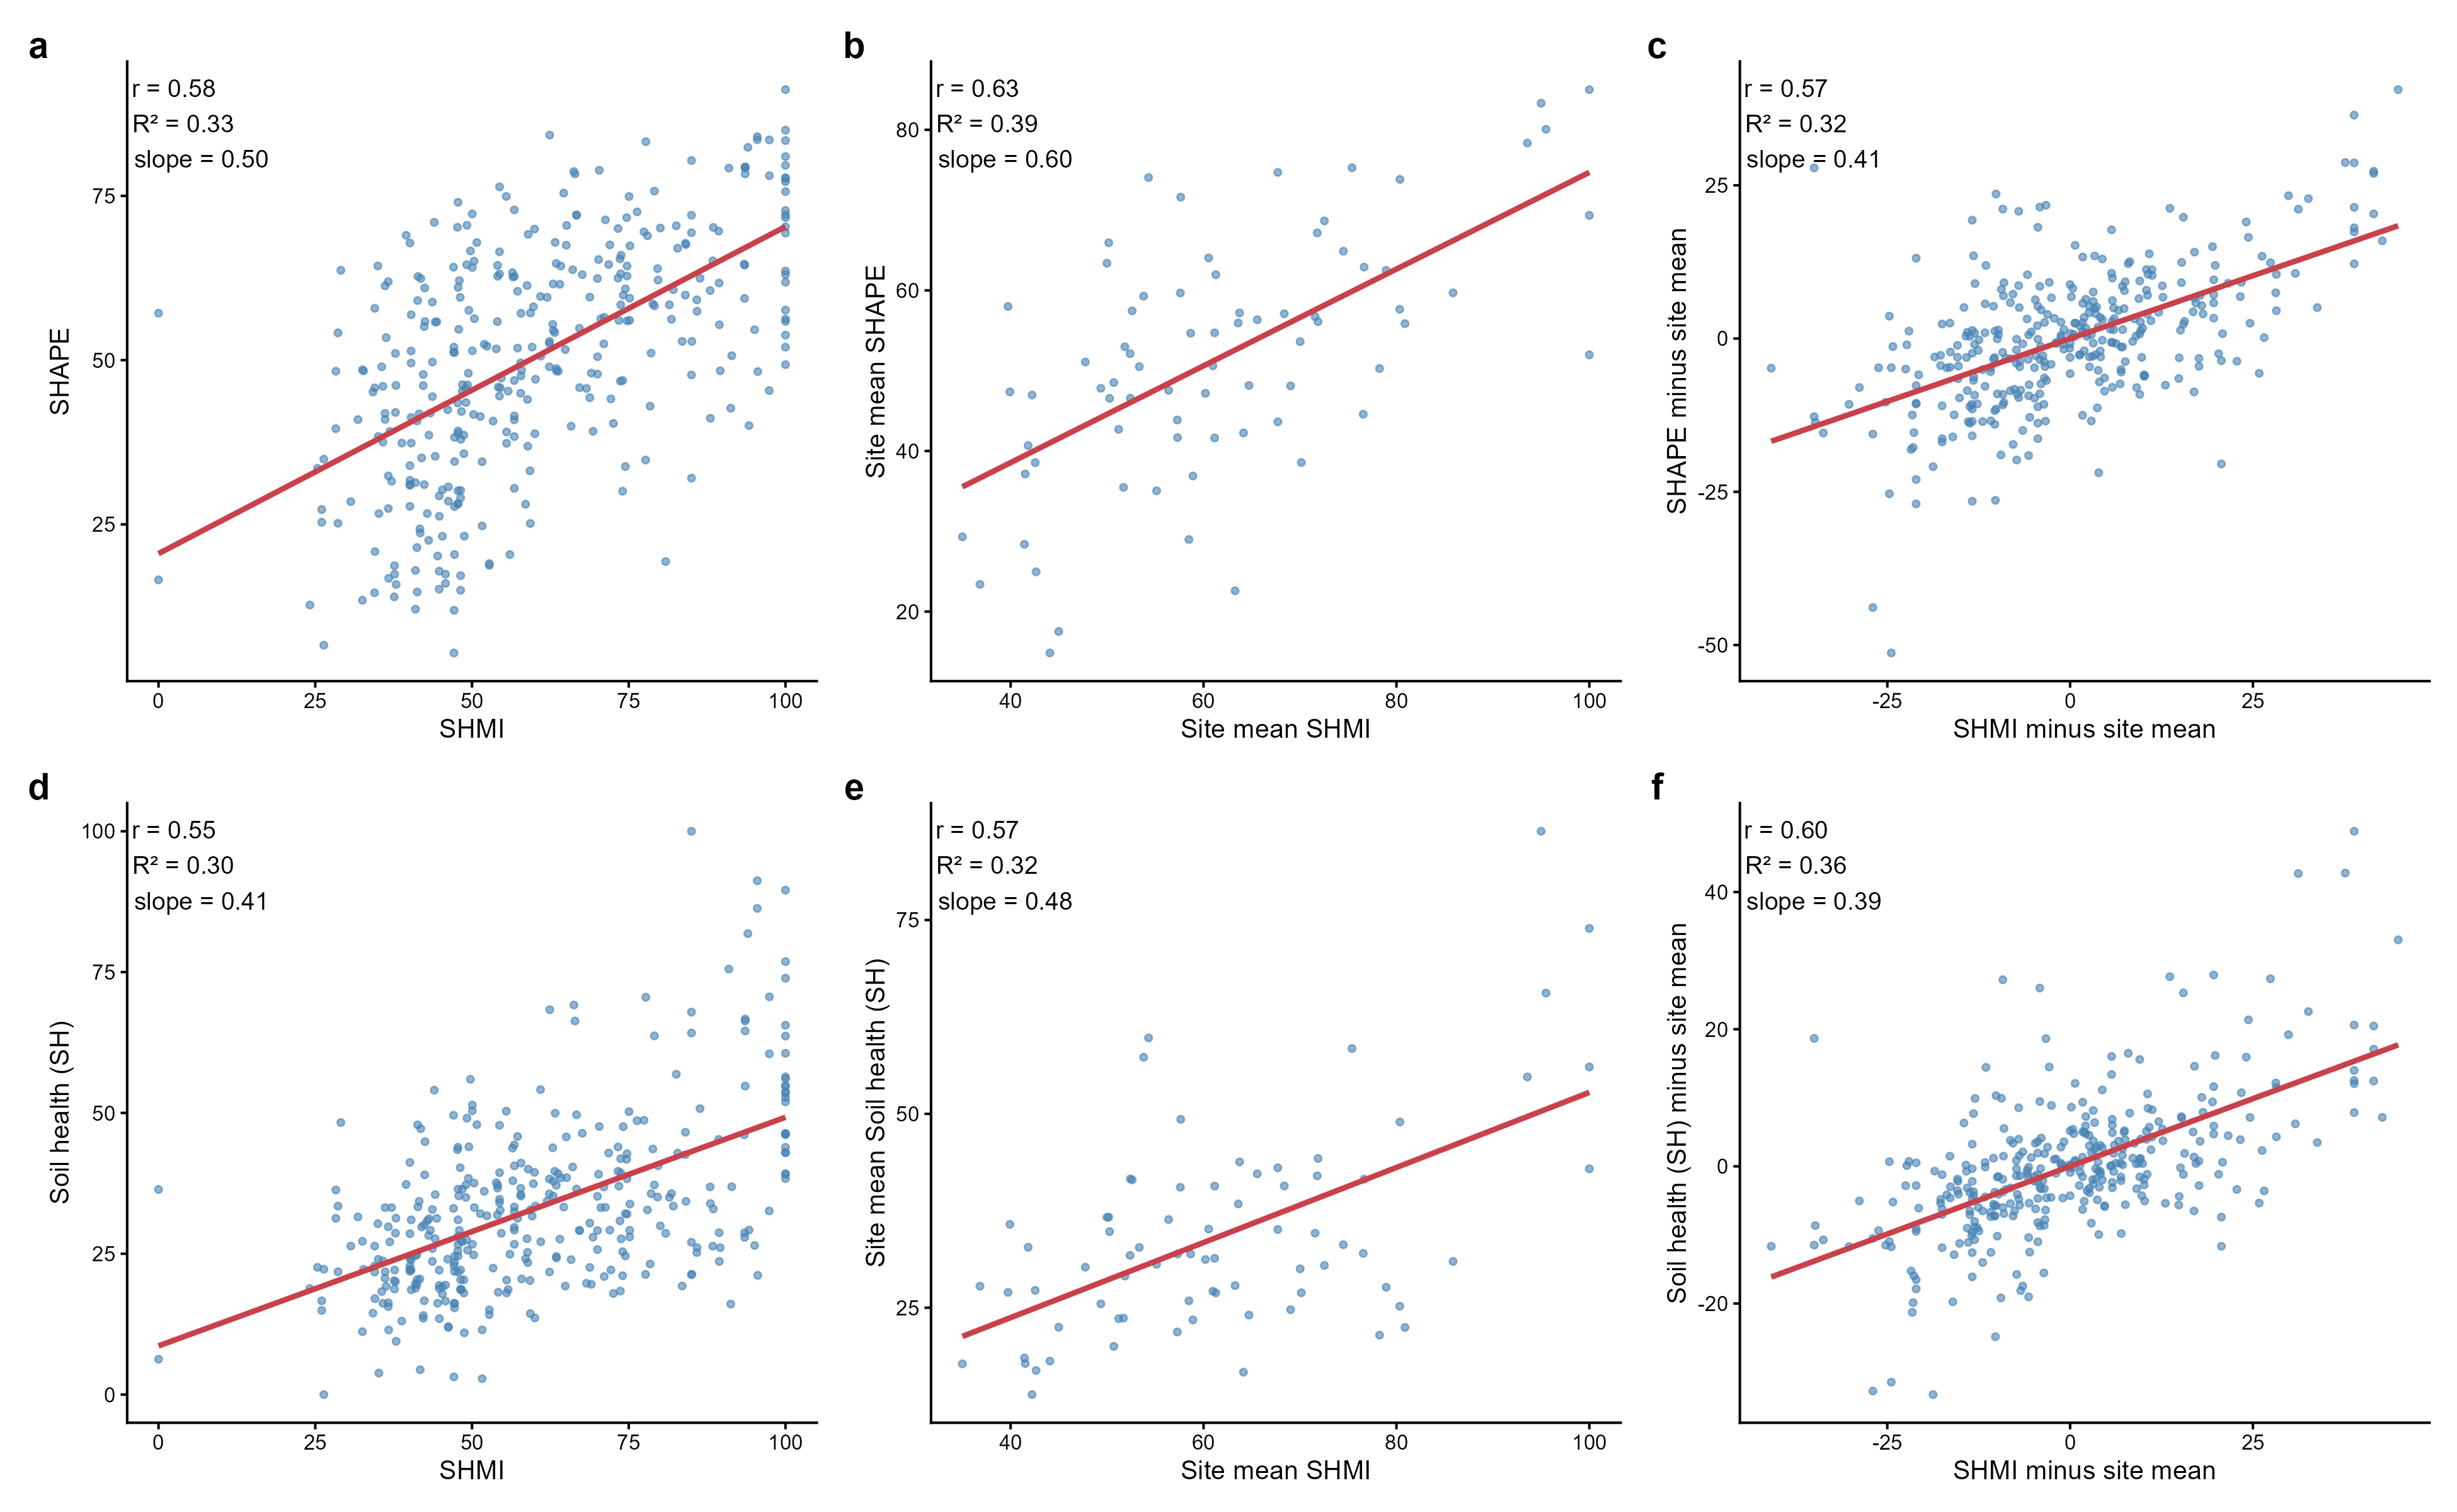 a
r = 0.58
R² = 0.33
slope = 0.50
SHAPE
75
50
25
0
25
50
75
100
SHMI
b
r = 0.63
R² = 0.39
slope = 0.60
Site mean SHAPE
80
60
40
20
40
60
80
100
Site mean SHMI
c
r = 0.57
R² = 0.32
slope = 0.41
SHAPE minus site mean
25
0
-25
-50
-25
0
25
SHMI minus site mean
d
r = 0.55
R² = 0.30
slope = 0.41
Soil health (SH)
100
75
50
25
0
0
25
50
75
100
SHMI
e
r = 0.57
R² = 0.32
slope = 0.48
Site mean Soil health (SH)
75
50
25
40
60
80
100
Site mean SHMI
f
r = 0.60
R² = 0.36
slope = 0.39
Soil health (SH) minus site mean
40
20
0
-20
-25
0
25
SHMI minus site mean